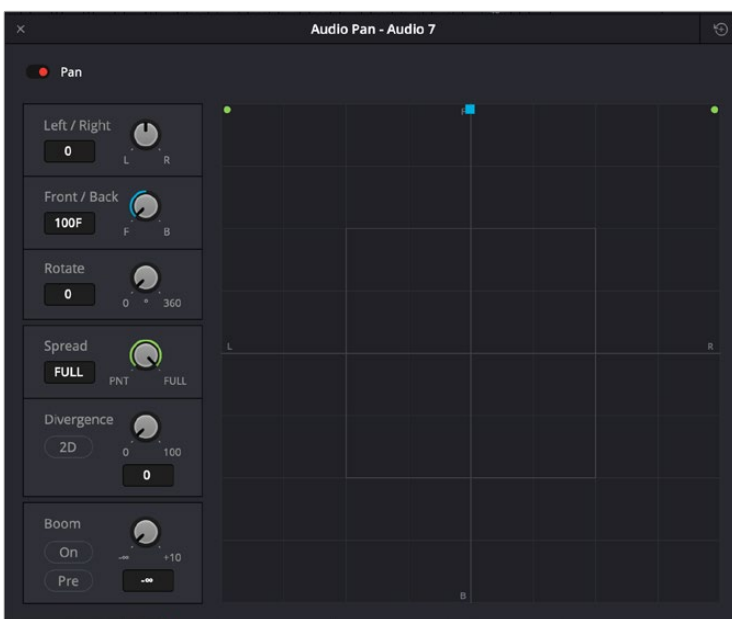 Audio Pan - Audio 7
Pan
Left / Right
0
L R
Front / Back
100F
F B
Rotate
0
0 ° 360
Spread
FULL
PNT FULL
Divergence
2D
0 100
0
Boom
On
-∞ +10
Pre
-∞
F
L R
B